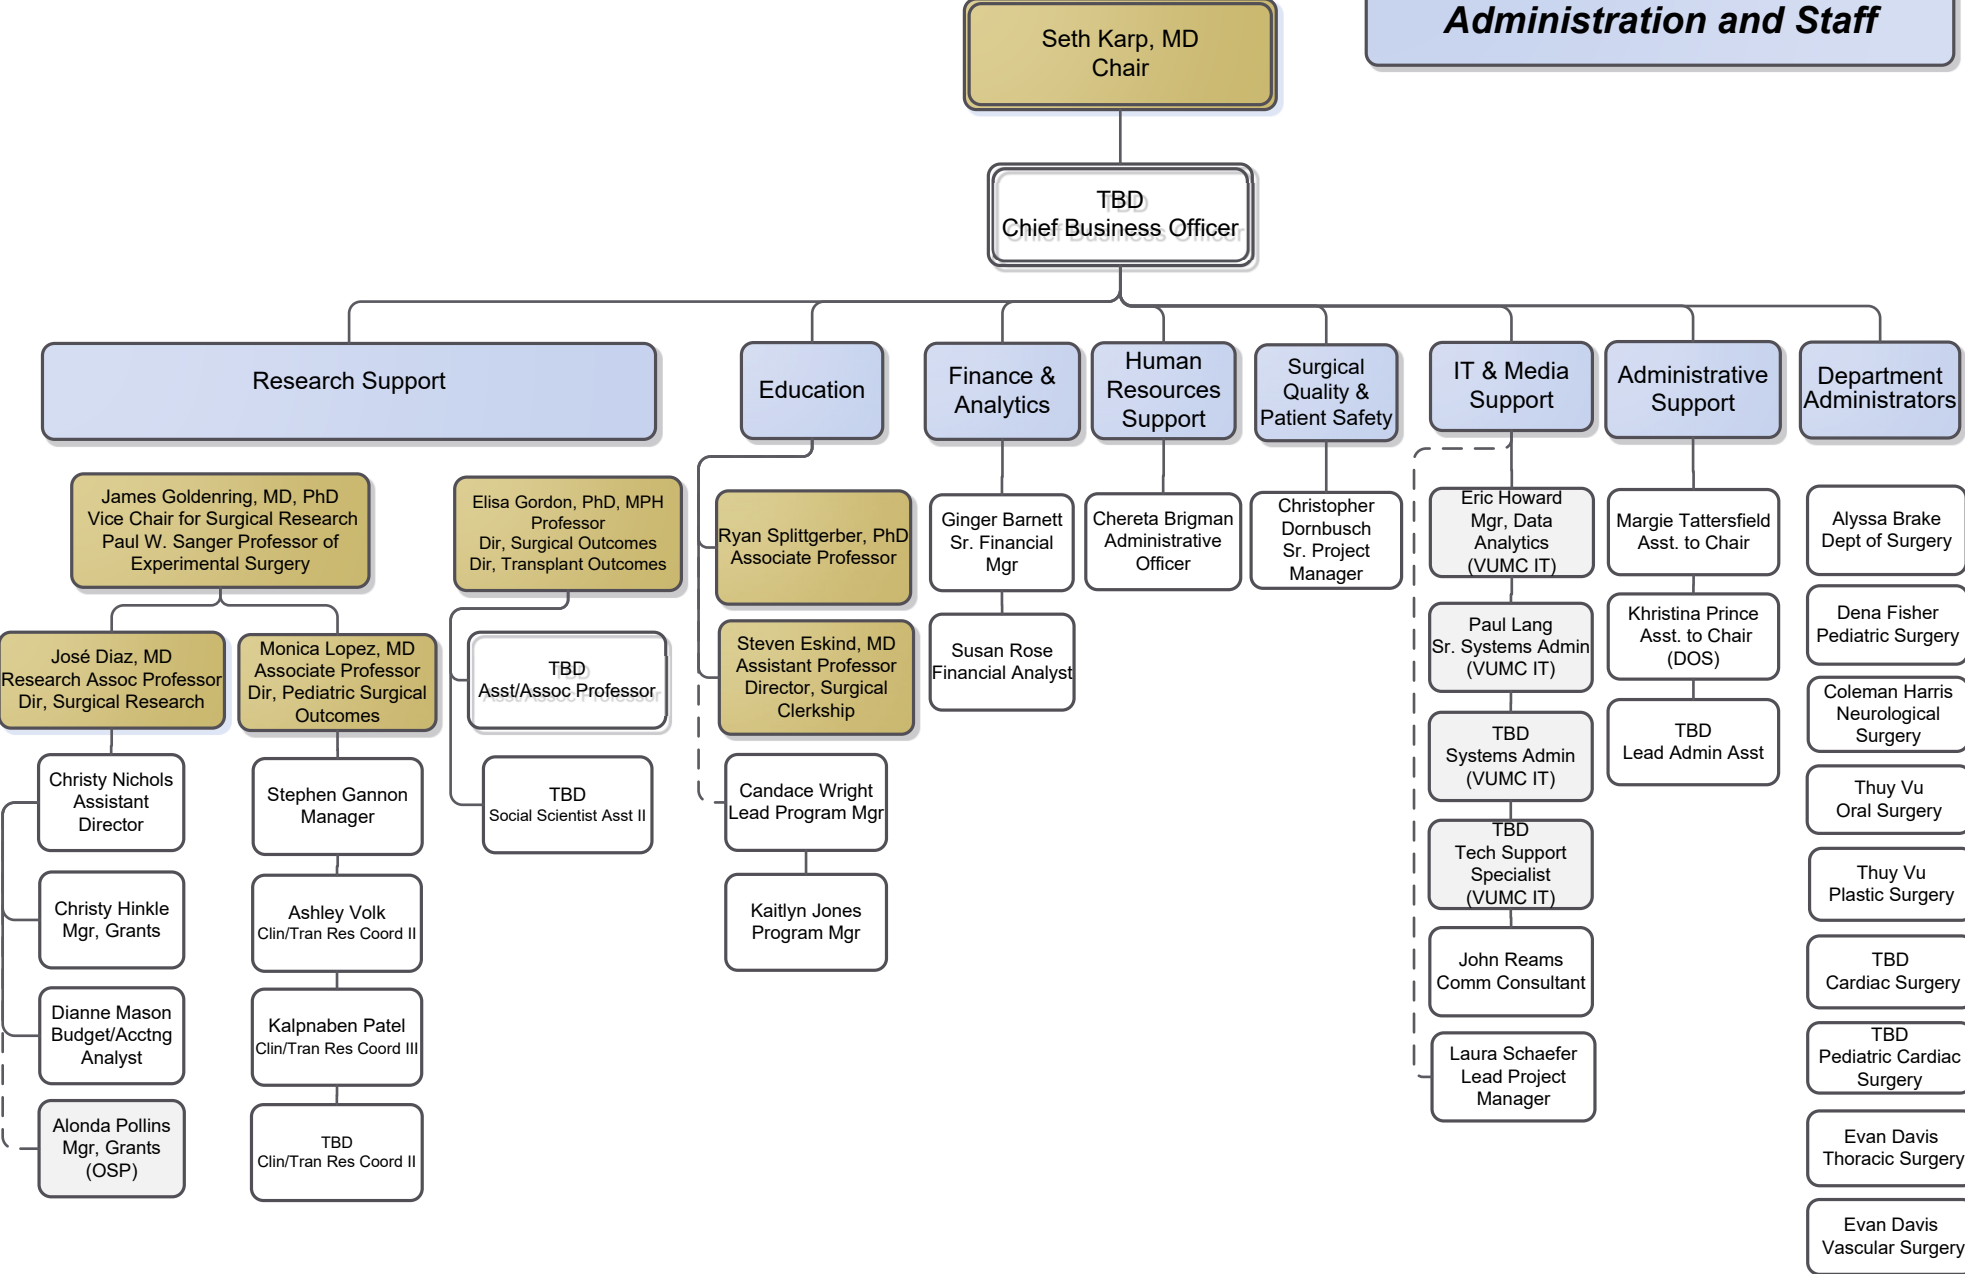 Administration and Staff
Seth Karp, MD
Chair
TBD
Chief Business Officer
Research Support
Education
Finance &
Analytics
Human
Resources
Support
Surgical
Quality &
Patient Safety
IT & Media
Support
Administrative
Support
Department
Administrators
James Goldenring, MD, PhD
Vice Chair for Surgical Research
Paul W. Sanger Professor of
Experimental Surgery
José Diaz, MD
Research Assoc Professor
Dir, Surgical Research
Christy Nichols
Assistant
Director
Christy Hinkle
Mgr, Grants
Dianne Mason
Budget/Acctng
Analyst
Alonda Pollins
Mgr, Grants
(OSP)
Monica Lopez, MD
Associate Professor
Dir, Pediatric Surgical
Outcomes
Stephen Gannon
Manager
Ashley Volk
Clin/Tran Res Coord II
Kalpnaben Patel
Clin/Tran Res Coord III
TBD
Clin/Tran Res Coord II
Elisa Gordon, PhD, MPH
Professor
Dir, Surgical Outcomes
Dir, Transplant Outcomes
TBD
Asst/Assoc Professor
TBD
Social Scientist Asst II
Ryan Splittgerber, PhD
Associate Professor
Steven Eskind, MD
Assistant Professor
Director, Surgical
Clerkship
Candace Wright
Lead Program Mgr
Kaitlyn Jones
Program Mgr
Ginger Barnett
Sr. Financial
Mgr
Susan Rose
Financial Analyst
Chereta Brigman
Administrative
Officer
Christopher
Dornbusch
Sr. Project
Manager
Eric Howard
Mgr, Data
Analytics
(VUMC IT)
Paul Lang
Sr. Systems Admin
(VUMC IT)
TBD
Systems Admin
(VUMC IT)
TBD
Tech Support
Specialist
(VUMC IT)
John Reams
Comm Consultant
Laura Schaefer
Lead Project
Manager
Margie Tattersfield
Asst. to Chair
Khristina Prince
Asst. to Chair
(DOS)
TBD
Lead Admin Asst
Alyssa Brake
Dept of Surgery
Dena Fisher
Pediatric Surgery
Coleman Harris
Neurological
Surgery
Thuy Vu
Oral Surgery
Thuy Vu
Plastic Surgery
TBD
Cardiac Surgery
TBD
Pediatric Cardiac
Surgery
Evan Davis
Thoracic Surgery
Evan Davis
Vascular Surgery